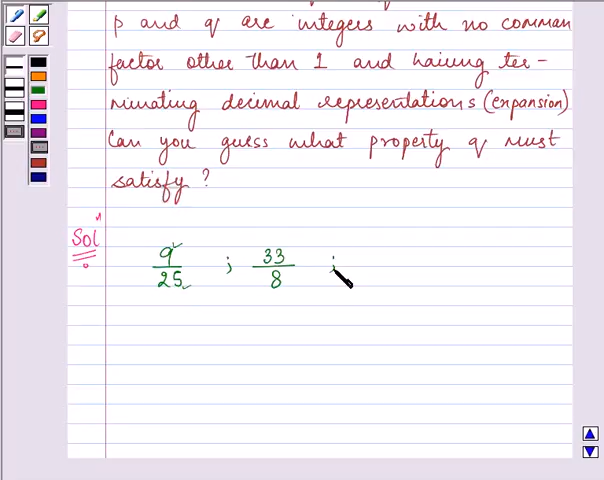 p and q are integers with no common
factor other than 1 and having ter-
minating decimal representations (expansion)
Can you guess what property q must
satisfy?
Solⁿ
9/25 ; 33/8 ;